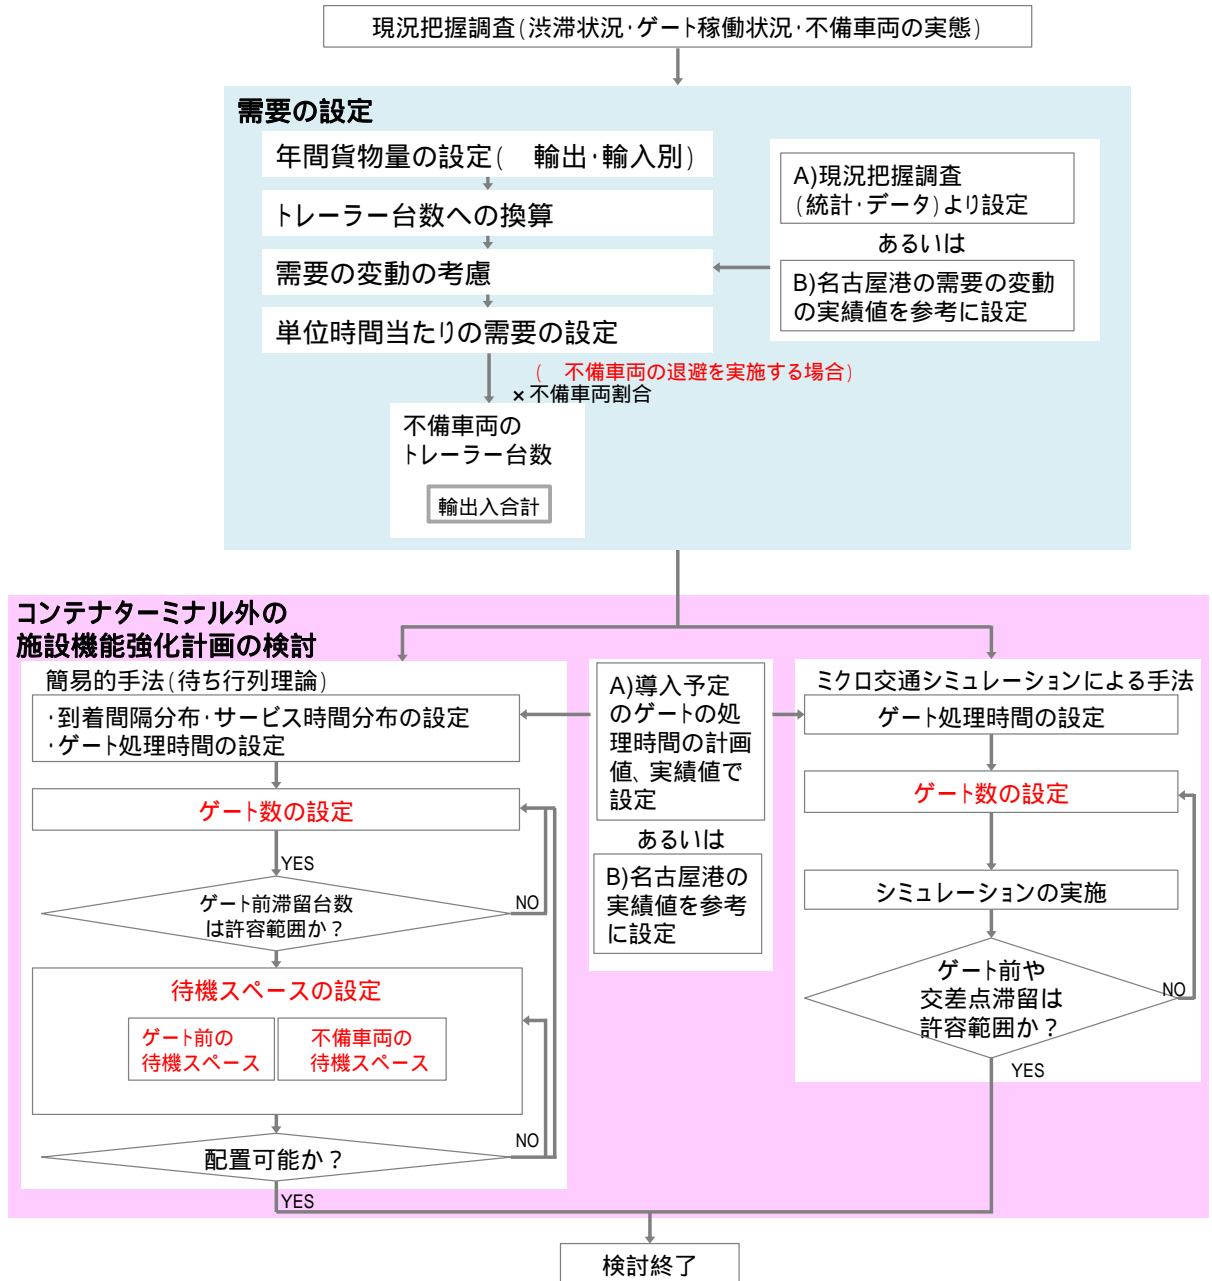 現況把握調査(渋滞状況・ゲート稼働状況・不備車両の実態)
需要の設定
年間貨物量の設定(　輸出・輸入別)
トレーラー台数への換算
需要の変動の考慮
単位時間当たりの需要の設定
A)現況把握調査
(統計・データ)より設定
あるいは
B)名古屋港の需要の変動
の実績値を参考に設定
(　不備車両の退避を実施する場合)
×不備車両割合
不備車両の
トレーラー台数
輸出入合計
コンテナターミナル外の
施設機能強化計画の検討
簡易的手法(待ち行列理論)
・到着間隔分布・サービス時間分布の設定
・ゲート処理時間の設定
ゲート数の設定
YES
ゲート前滞留台数
は許容範囲か？
NO
待機スペースの設定
ゲート前の
待機スペース
不備車両の
待機スペース
配置可能か？
NO
YES
A)導入予定
のゲートの処
理時間の計画
値、実績値で
設定
あるいは
B)名古屋港の
実績値を参考
に設定
ミクロ交通シミュレーションによる手法
ゲート処理時間の設定
ゲート数の設定
シミュレーションの実施
ゲート前や
交差点滞留は
許容範囲か？
NO
YES
検討終了